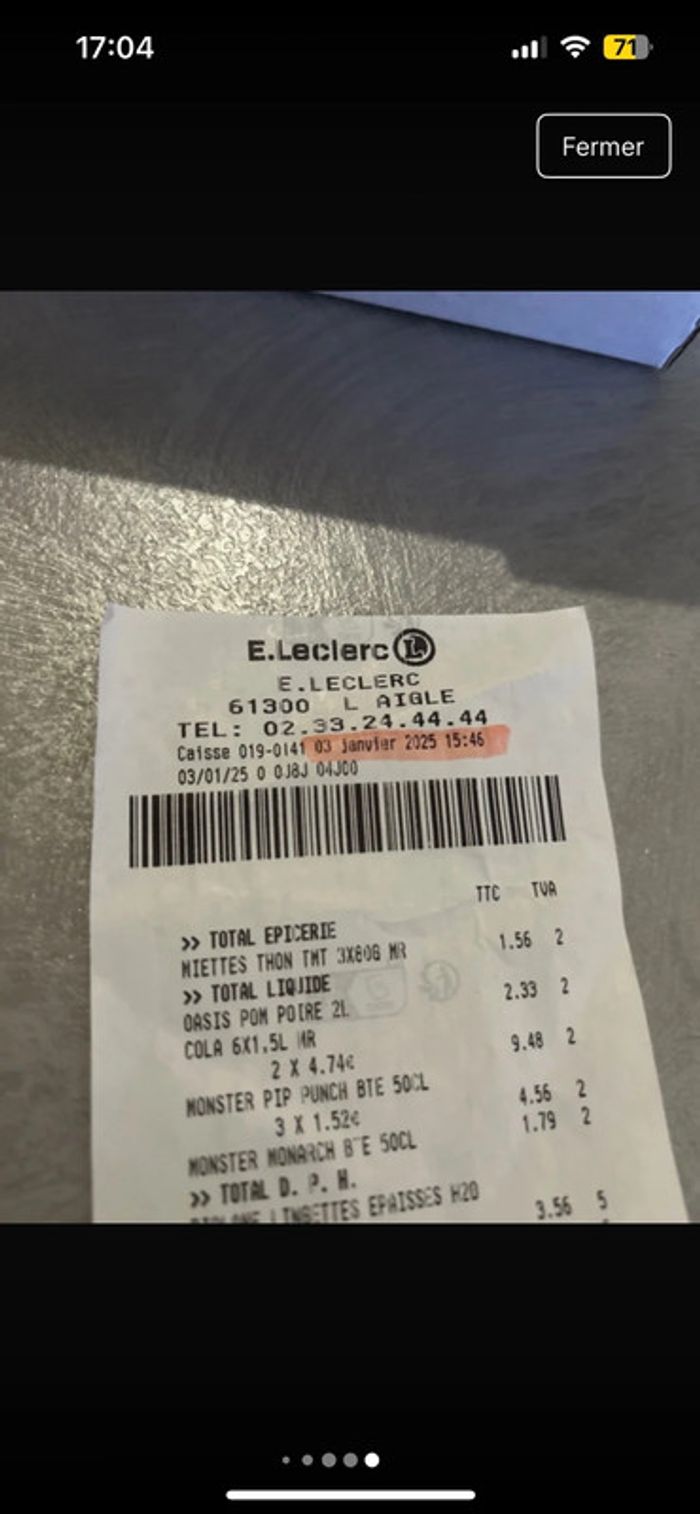 17:04
71
Fermer
E.Leclerc L
E.LECLERC
61300 L AIGLE
TEL: 02.33.24.44.44
Caisse 019-0141 03 janvier 2025 15:46
03/01/25 0 0J8J 04J00
TTC TVA
>> TOTAL EPICERIE
MIETTES THON TMT 3X80G MR 1.56 2
>> TOTAL LIQUIDE
OASIS POM POIRE 2L 2.33 2
COLA 6X1.5L MR
2 X 4.74€ 9.48 2
MONSTER PIP PUNCH BTE 50CL
3 X 1.52€ 4.56 2
MONSTER MONARCH BTE 50CL 1.79 2
>> TOTAL D. P. H.
LINGETTES EPAISSES H2O 3.56 5